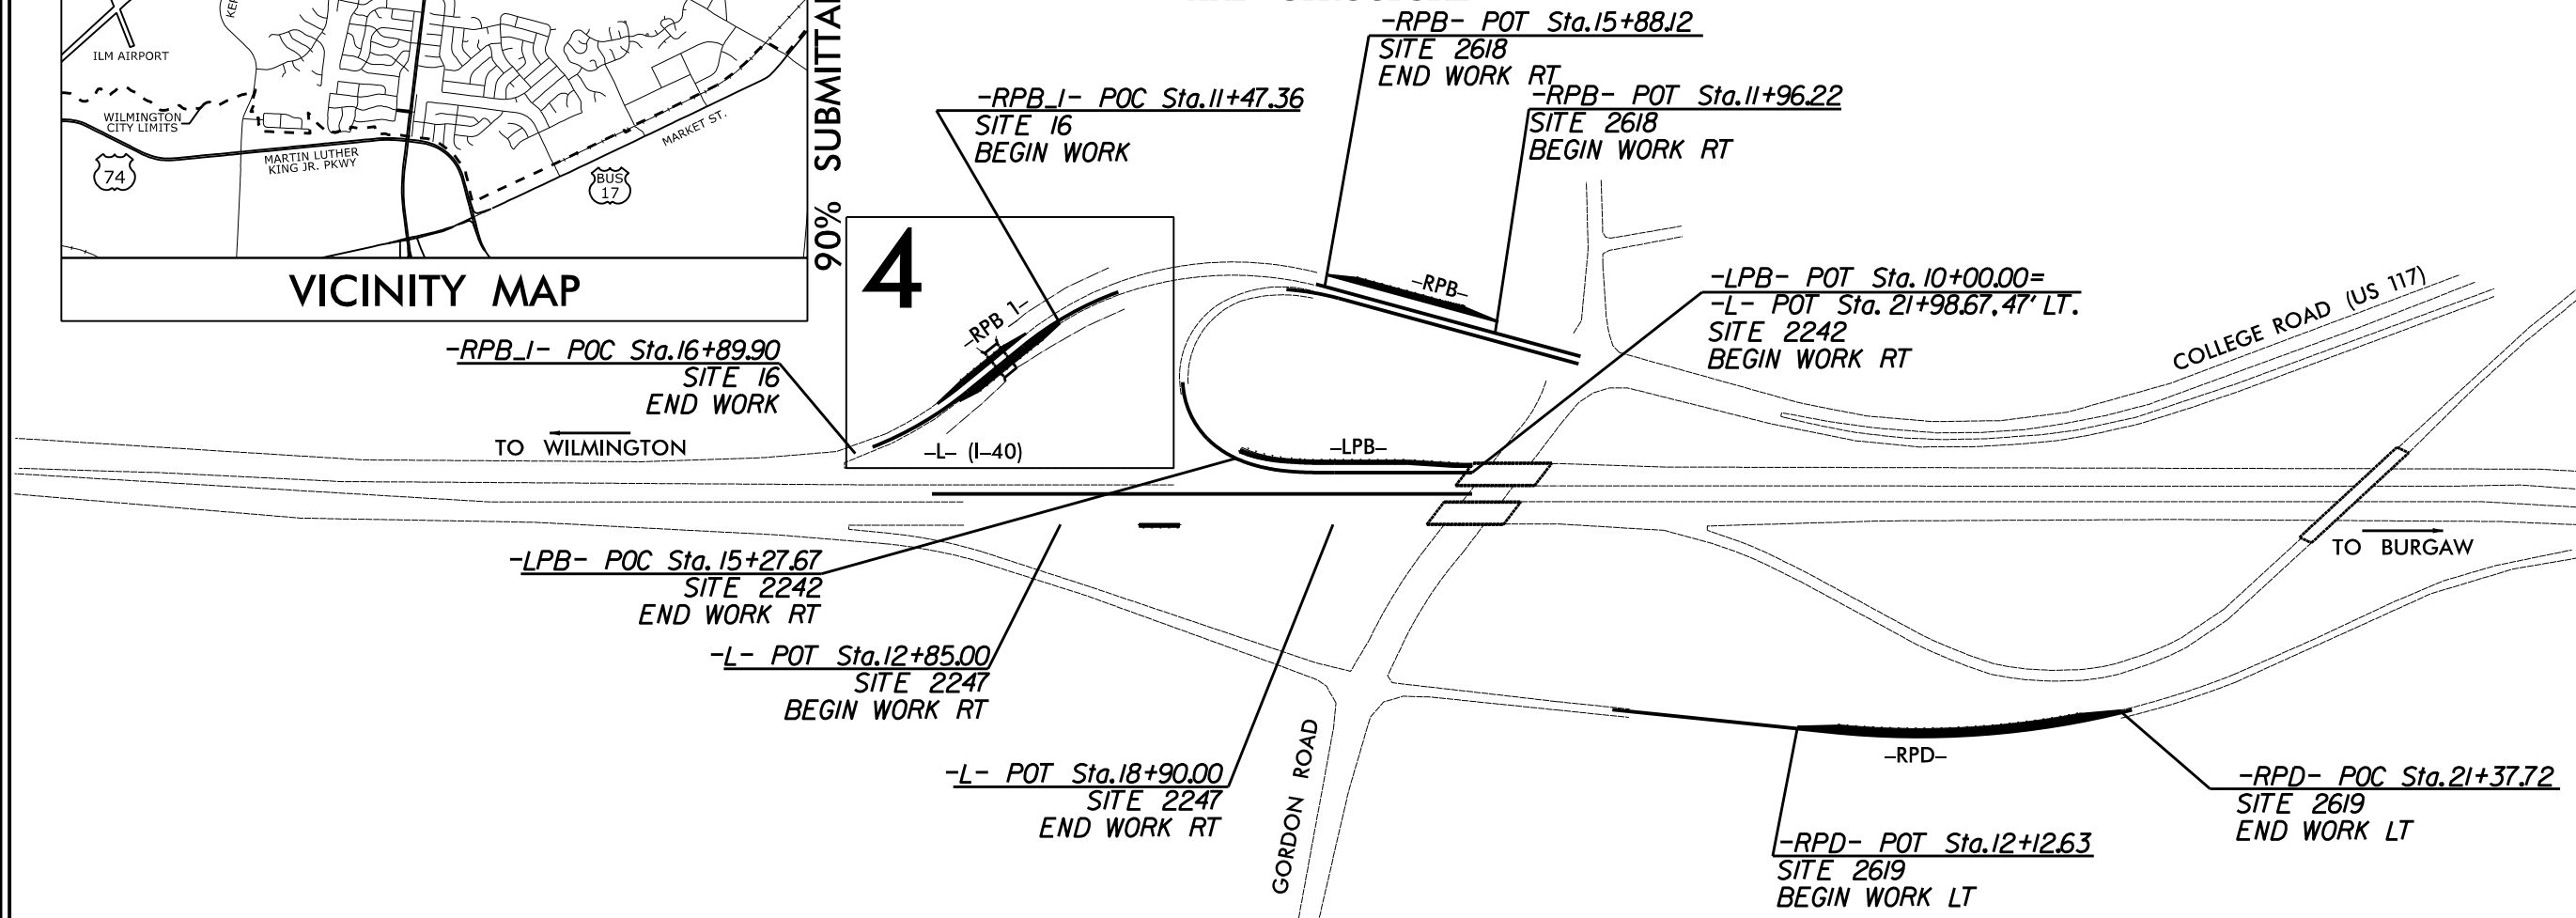 ILM AIRPORT
WILMINGTON
CITY LIMITS
MARTIN LUTHER
KING JR. PKWY
74
MARKET ST.
BUS
17
VICINITY MAP
90% SUBMITTAL
-RPB_1- POC Sta.11+47.36
SITE 16
BEGIN WORK
-RPB- POT Sta.15+88.12
SITE 2618
END WORK RT
-RPB- POT Sta.11+96.22
SITE 2618
BEGIN WORK RT
4
-RPB 1-
-RPB-
-LPB- POT Sta. 10+00.00=
-L- POT Sta. 21+98.67, 47' LT.
SITE 2242
BEGIN WORK RT
COLLEGE ROAD (US 117)
-RPB_1- POC Sta.16+89.90
SITE 16
END WORK
TO WILMINGTON
-L- (I-40)
-LPB-
TO BURGAW
-LPB- POC Sta. 15+27.67
SITE 2242
END WORK RT
-L- POT Sta.12+85.00
SITE 2247
BEGIN WORK RT
-L- POT Sta.18+90.00
SITE 2247
END WORK RT
GORDON ROAD
-RPD-
-RPD- POC Sta.21+37.72
SITE 2619
END WORK LT
-RPD- POT Sta.12+12.63
SITE 2619
BEGIN WORK LT